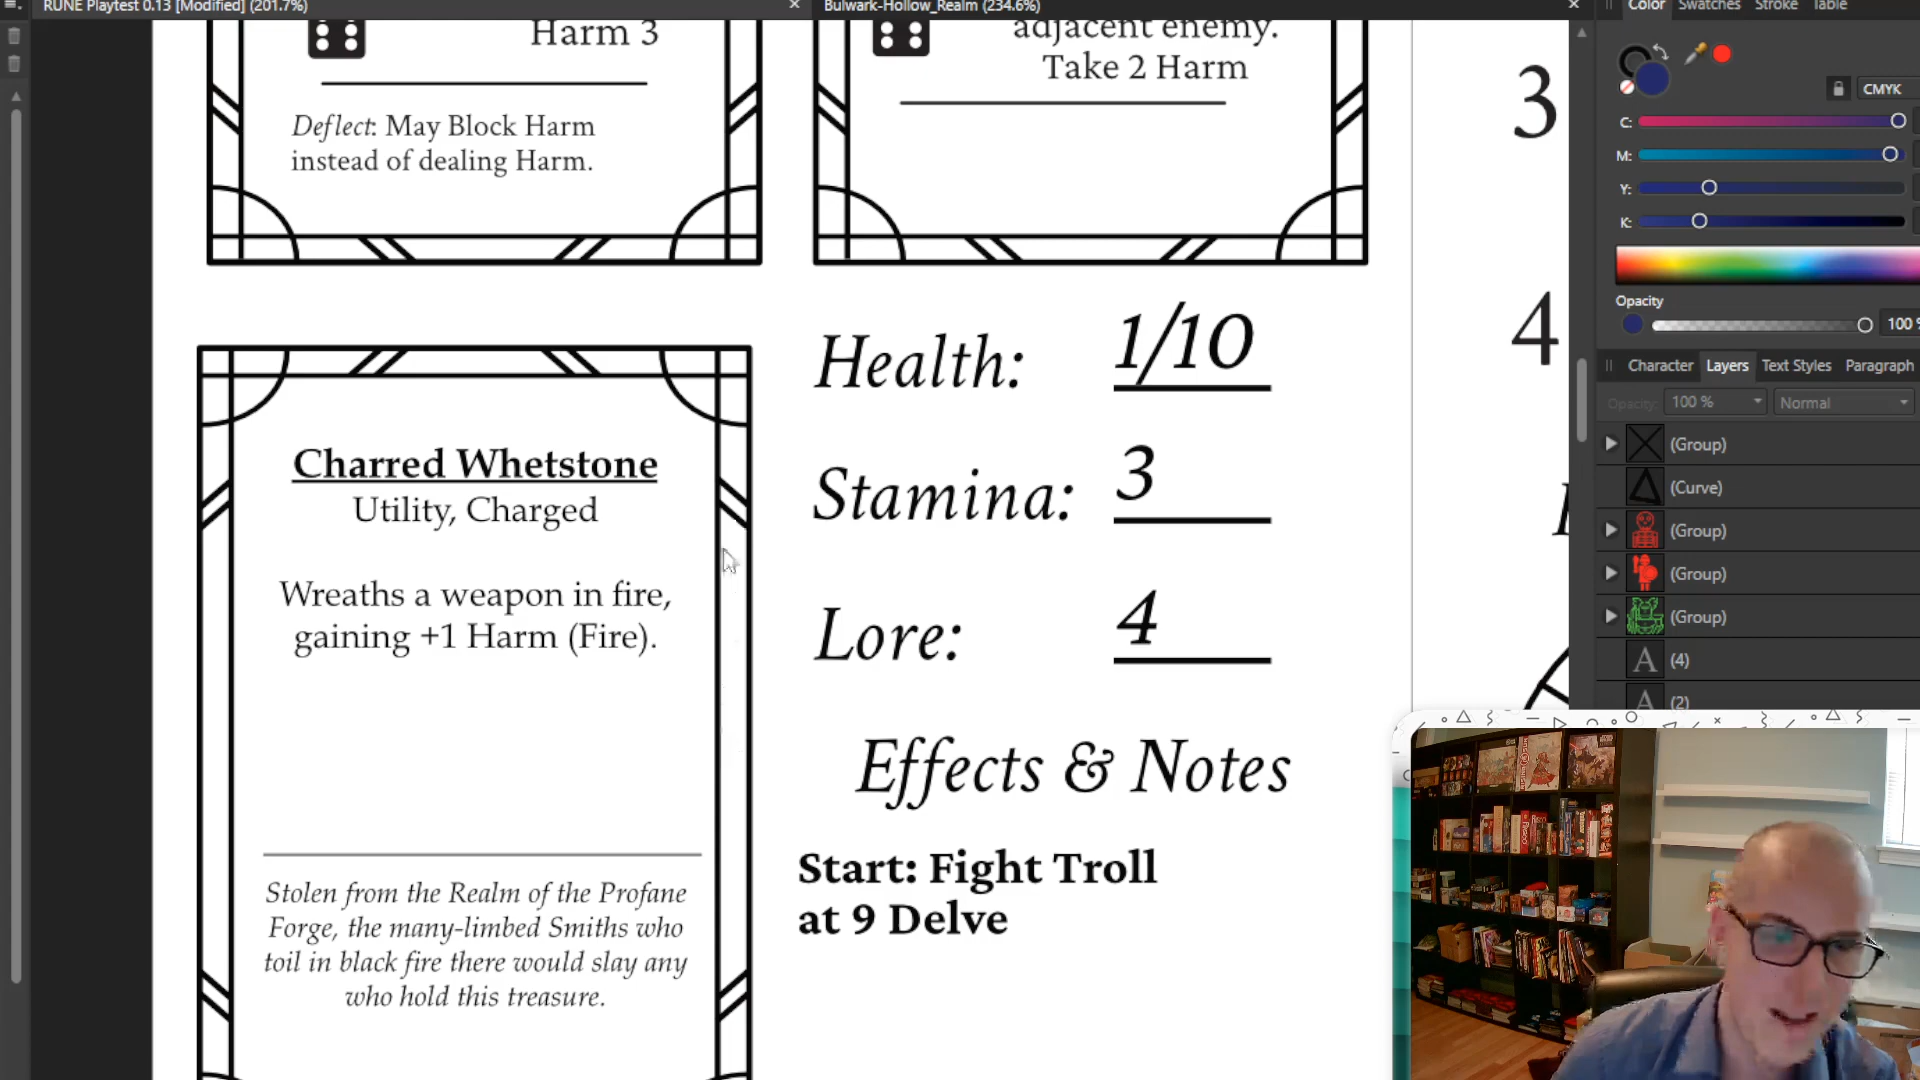 RUNE Playtest 0.13 [Modified] (201.7%)
Bulwark-Hollow_Realm (234.6%)
Harm 3
Deflect: May Block Harm
instead of dealing Harm.
adjacent enemy.
Take 2 Harm
Charred Whetstone
Utility, Charged
Wreaths a weapon in fire,
gaining +1 Harm (Fire).
Stolen from the Realm of the Profane
Forge, the many-limbed Smiths who
toil in black fire there would slay any
who hold this treasure.
Health: 1/10
Stamina: 3
Lore: 4
Effects & Notes
Start: Fight Troll
at 9 Delve
3
4
Color Swatches Stroke Table
CMYK
C:
M:
Y:
K:
Opacity
100 %
Character Layers Text Styles Paragraph
Opacity: 100 % Normal
(Group)
(Curve)
(Group)
(Group)
(Group)
A (4)
A (2)